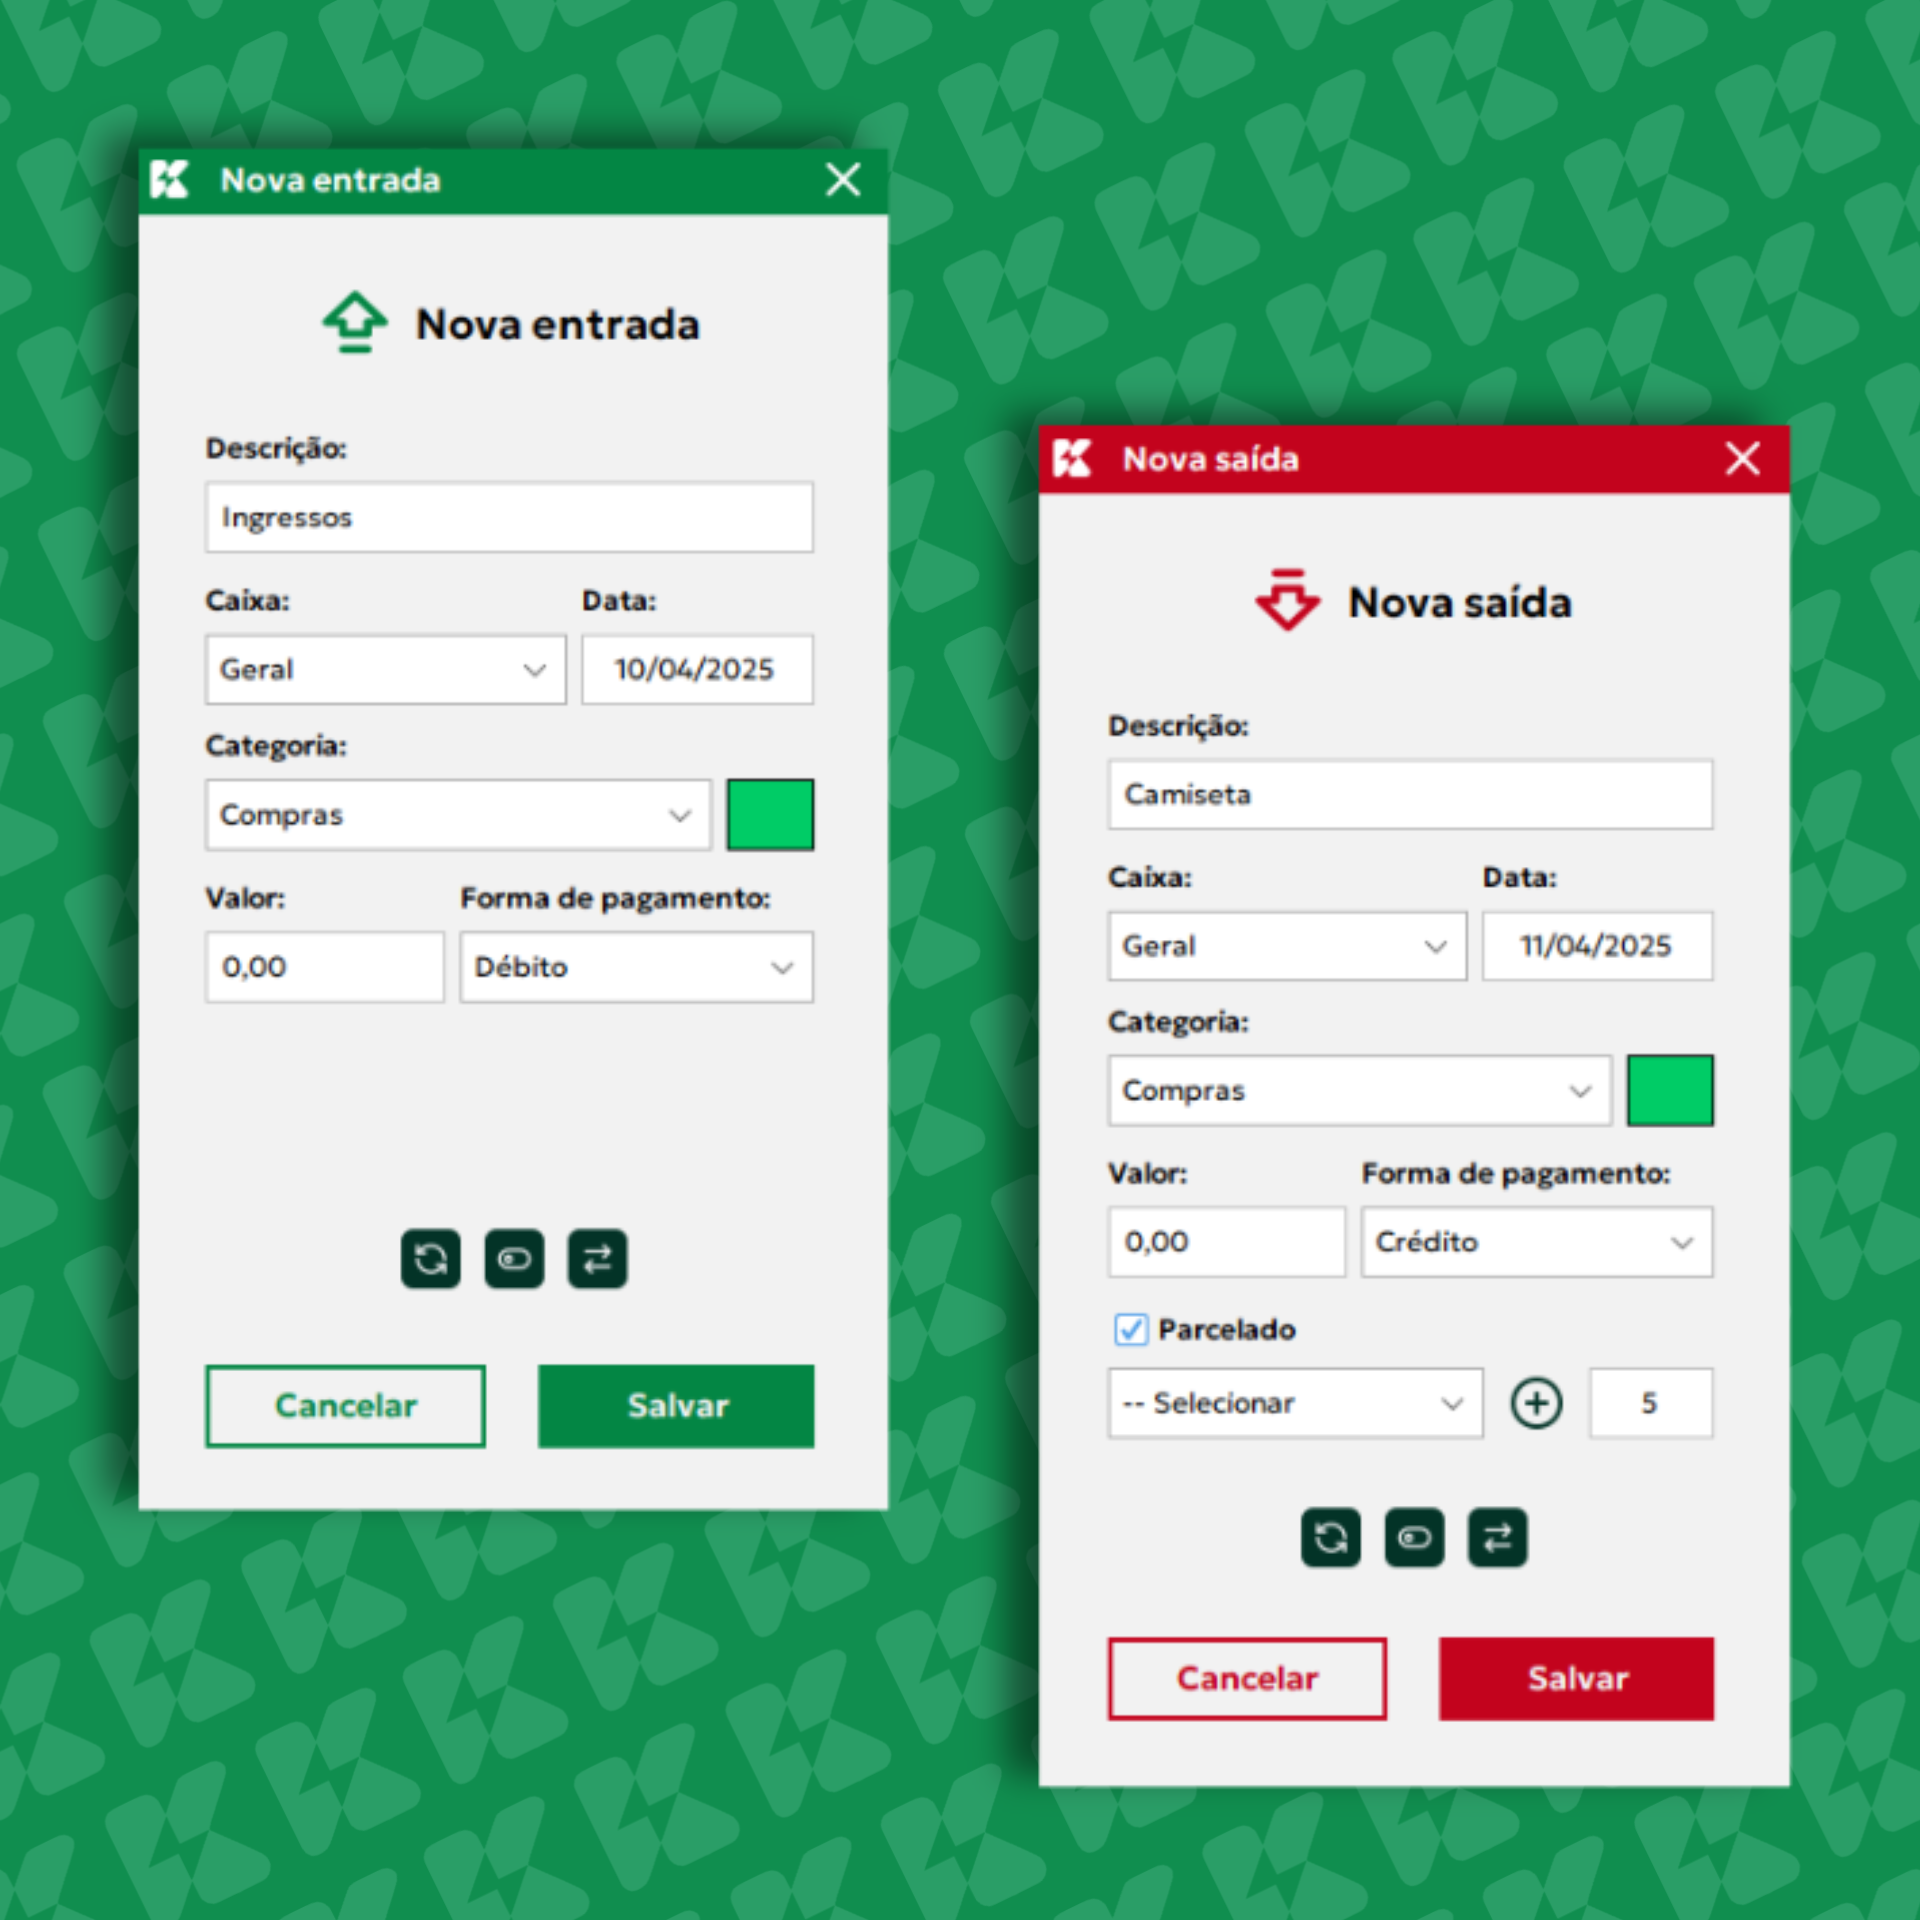 Nova entrada
Nova entrada
Descrição:
Ingressos
Caixa: Data:
Geral 10/04/2025
Categoria:
Compras
Valor: Forma de pagamento:
0,00 Débito
Cancelar Salvar
Nova saída
Nova saída
Descrição:
Camiseta
Caixa: Data:
Geral 11/04/2025
Categoria:
Compras
Valor: Forma de pagamento:
0,00 Crédito
Parcelado
-- Selecionar 5
Cancelar Salvar